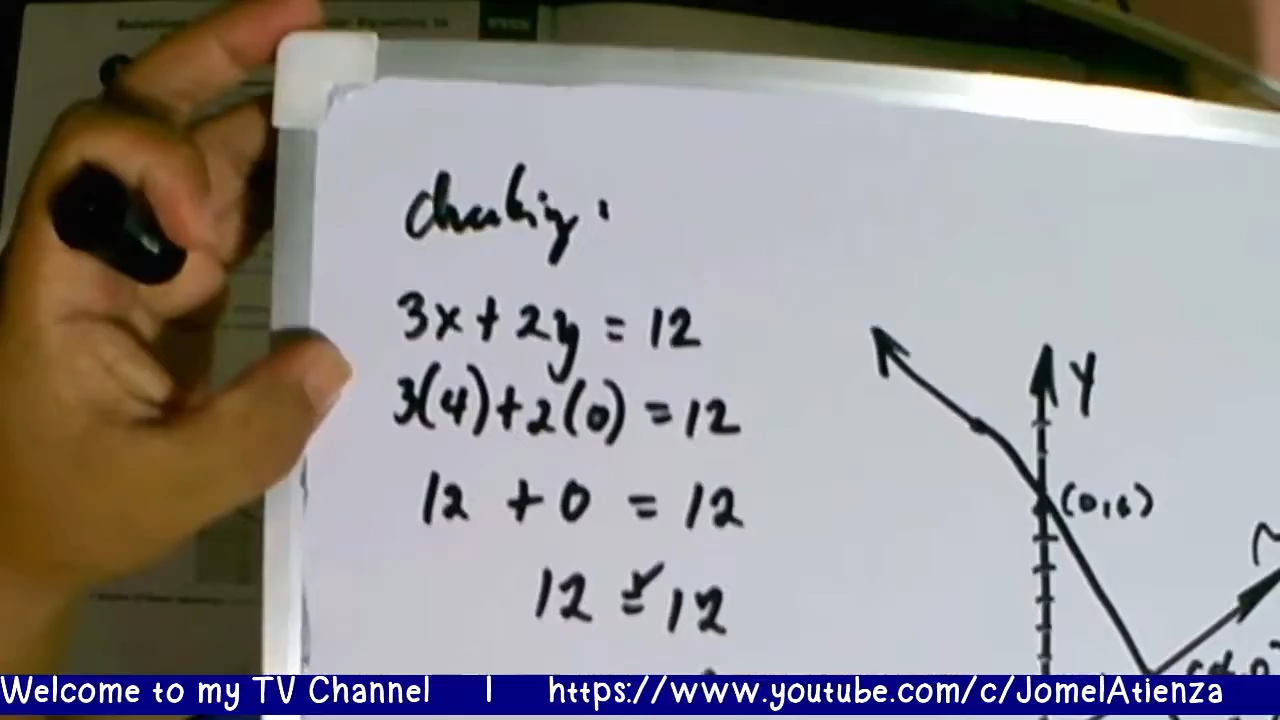 checking:
3x + 2y = 12
3(4) + 2(0) = 12
12 + 0 = 12
12 = 12
Y
(0,6)
Welcome to my TV Channel | https://www.youtube.com/c/JomelAtienza